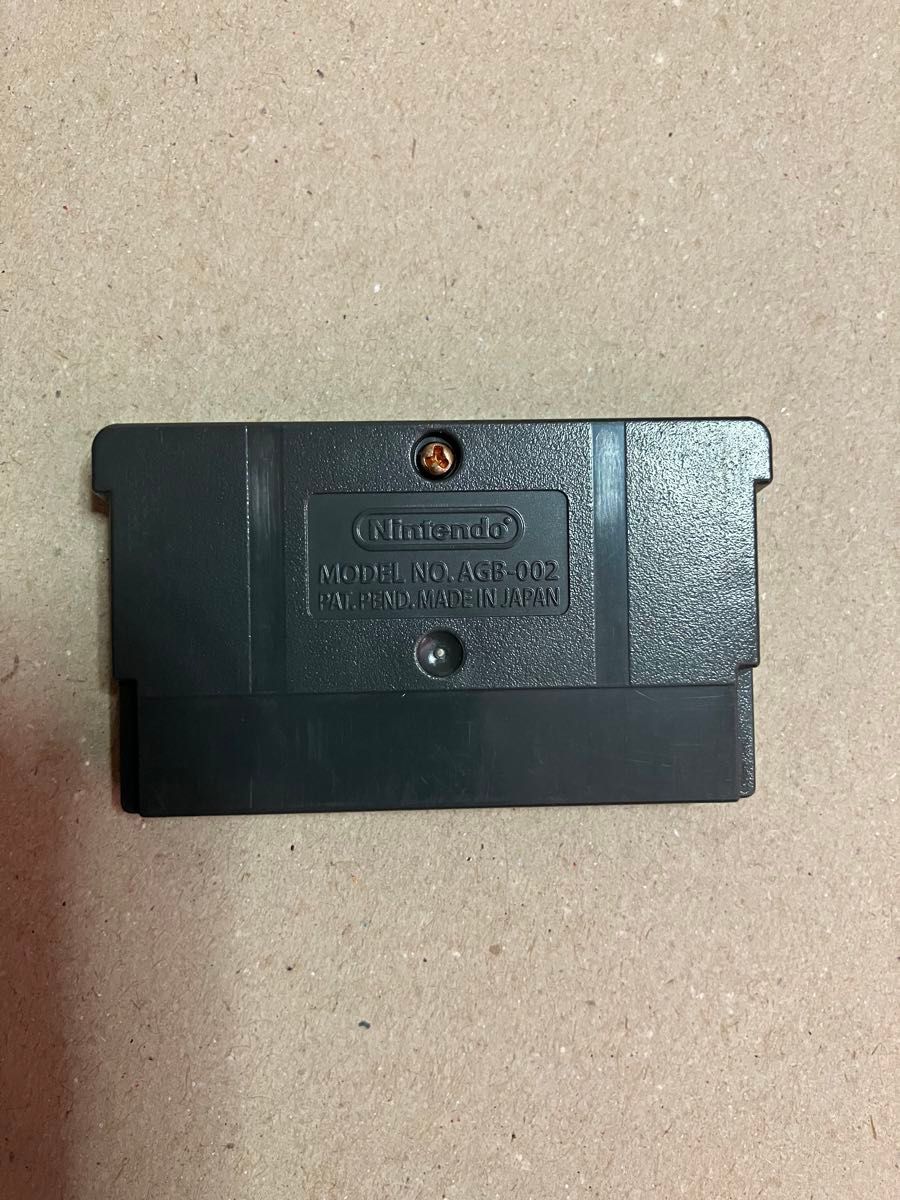 Nintendo®
MODEL NO. AGB-002
PAT. PEND. MADE IN JAPAN